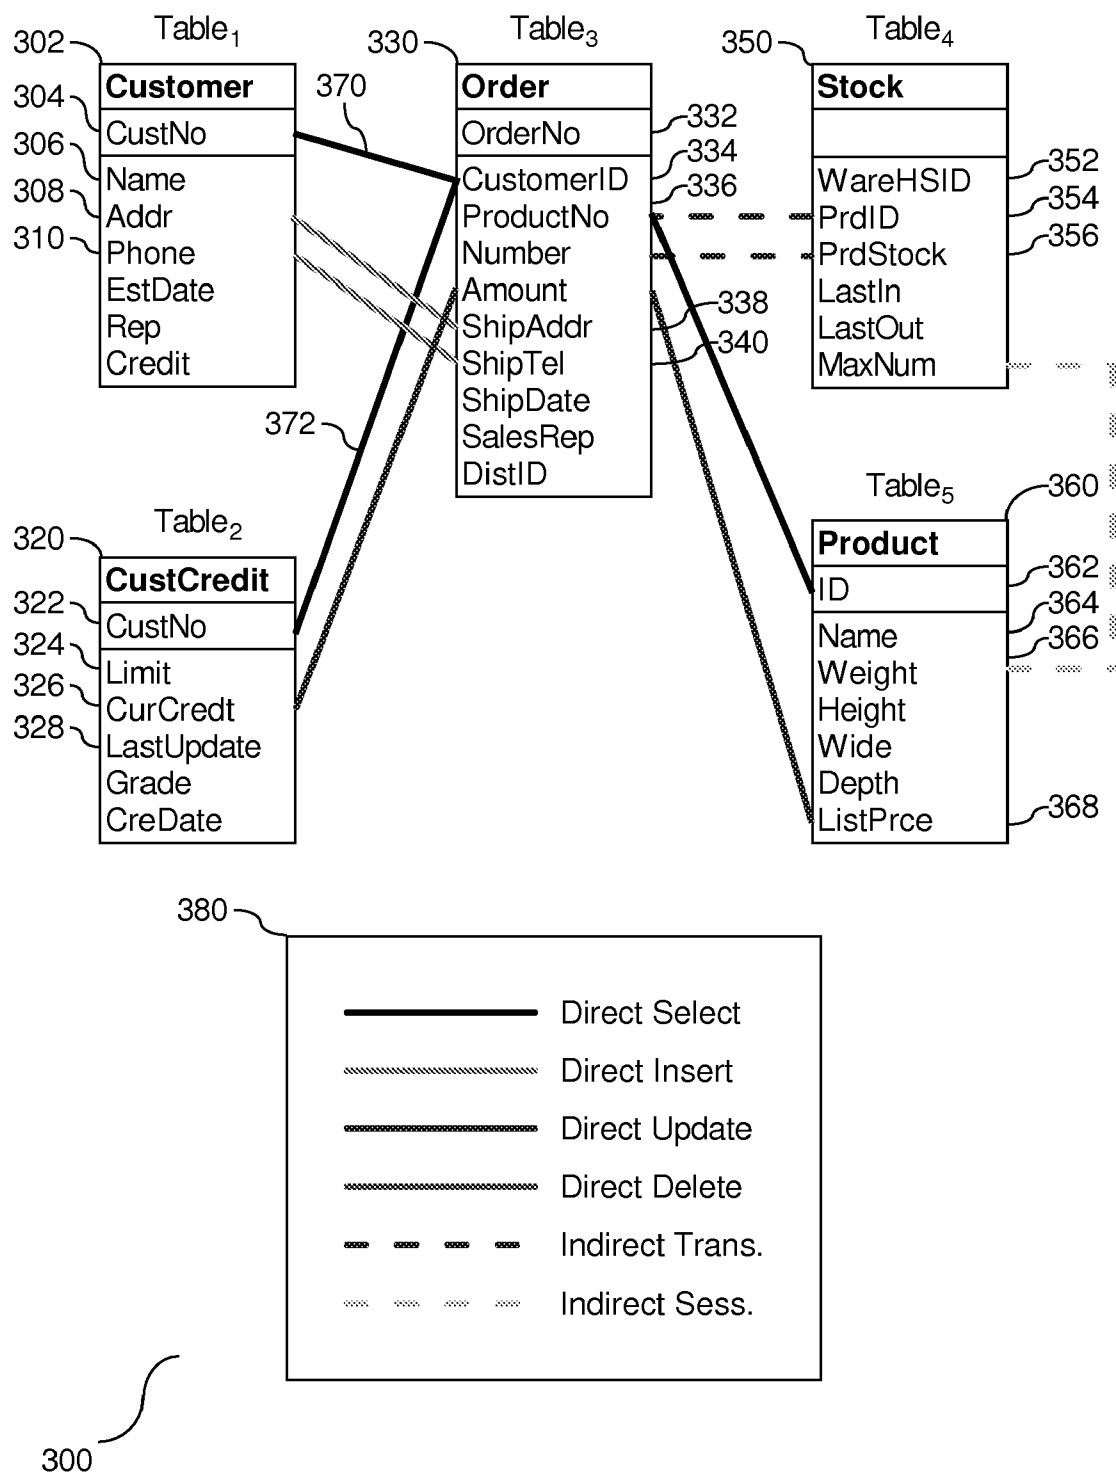 Table1
302
Customer
304
CustNo
306
Name
308
Addr
310
Phone
EstDate
Rep
Credit
370
372
Table2
320
CustCredit
322
CustNo
324
Limit
326
CurCredt
328
LastUpdate
Grade
CreDate
Table3
330
Order
OrderNo
332
CustomerID
334
ProductNo
336
Number
Amount
ShipAddr
338
ShipTel
340
ShipDate
SalesRep
DistID
Table4
350
Stock
WareHSID
352
PrdID
354
PrdStock
356
LastIn
LastOut
MaxNum
Table5
360
Product
ID
362
Name
364
Weight
366
Height
Wide
Depth
ListPrce
368
380
Direct Select
Direct Insert
Direct Update
Direct Delete
Indirect Trans.
Indirect Sess.
300